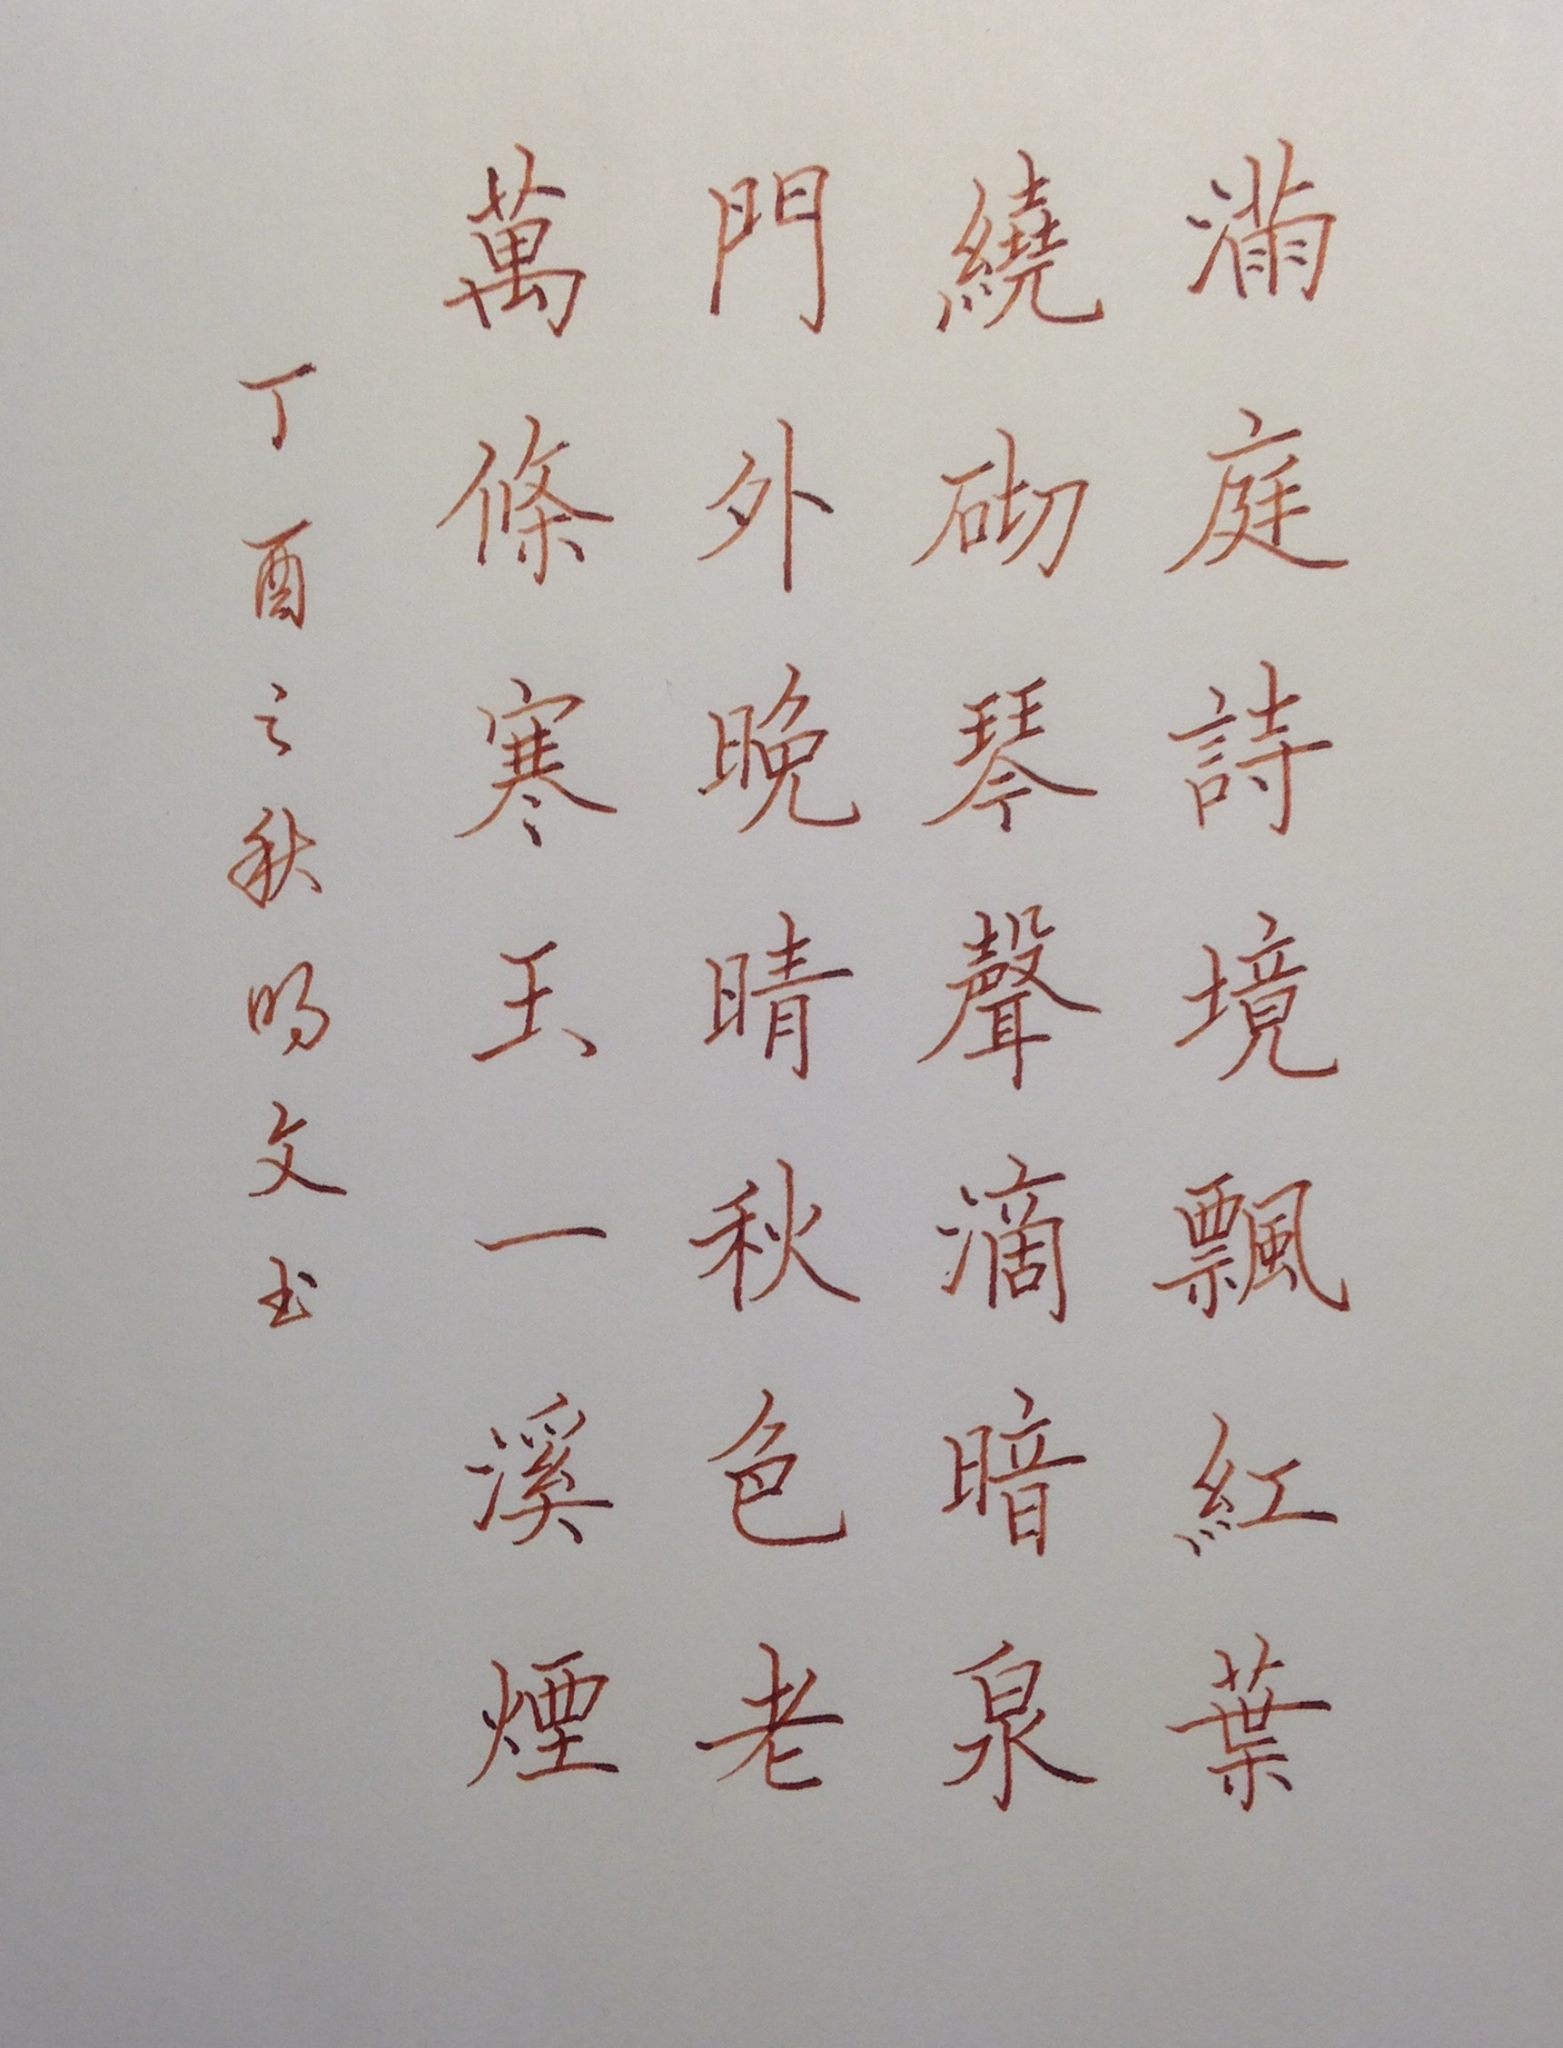 滿庭詩境飄紅葉
繞砌琴聲滴暗泉
門外晚晴秋色老
萬條寒玉一溪煙
丁酉之秋明文书